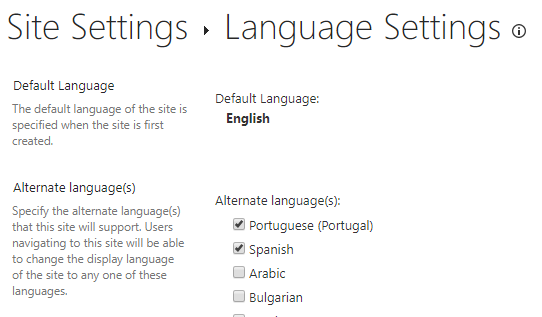 Site Settings ▸ Language Settings
Default Language
The default language of the site is
specified when the site is first
created.
Default Language:
English
Alternate language(s)
Specify the alternate language(s)
that this site will support. Users
navigating to this site will be able
to change the display language
of the site to any one of these
languages.
Alternate language(s):
Portuguese (Portugal)
Spanish
Arabic
Bulgarian